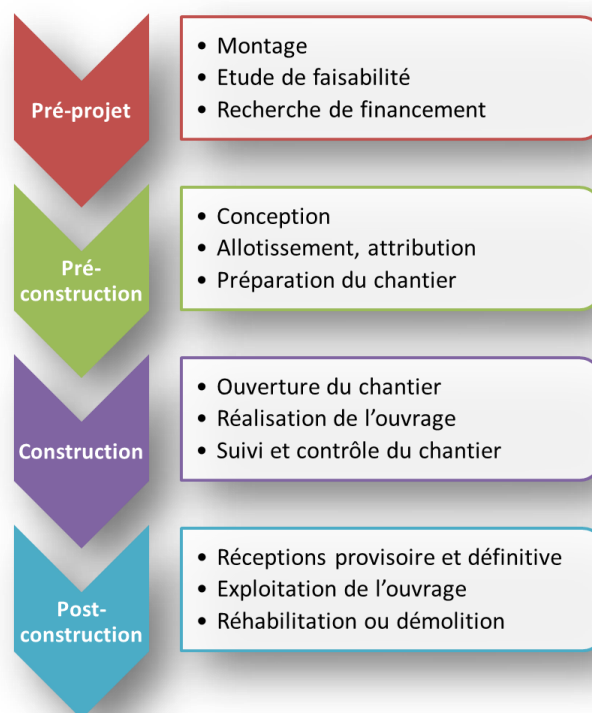 Pré-projet
• Montage
• Etude de faisabilité
• Recherche de financement
Pré-
construction
• Conception
• Allotissement, attribution
• Préparation du chantier
Construction
• Ouverture du chantier
• Réalisation de l’ouvrage
• Suivi et contrôle du chantier
Post-
construction
• Réceptions provisoire et définitive
• Exploitation de l’ouvrage
• Réhabilitation ou démolition